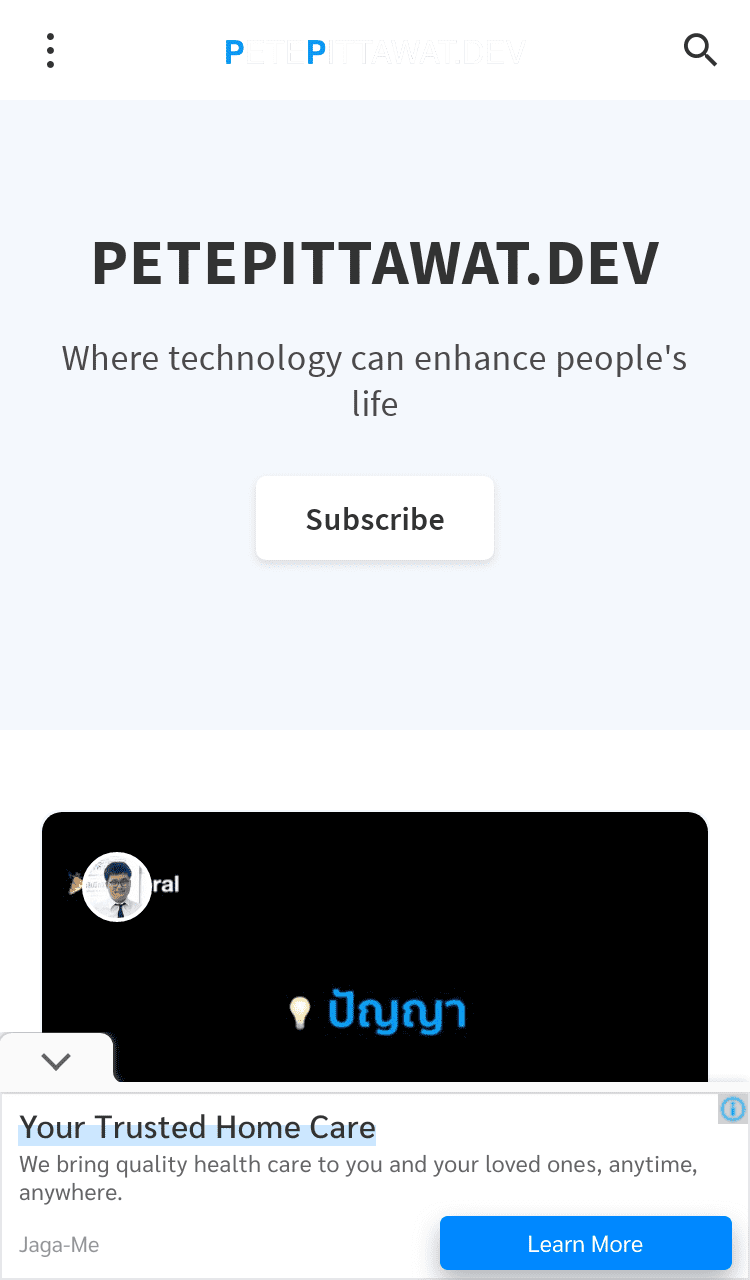 PETEPITTAWAT.DEV
PETEPITTAWAT.DEV
Where technology can enhance people's
life
Subscribe
ral
💡 ปัญญา
Your Trusted Home Care
We bring quality health care to you and your loved ones, anytime,
anywhere.
Jaga-Me
Learn More